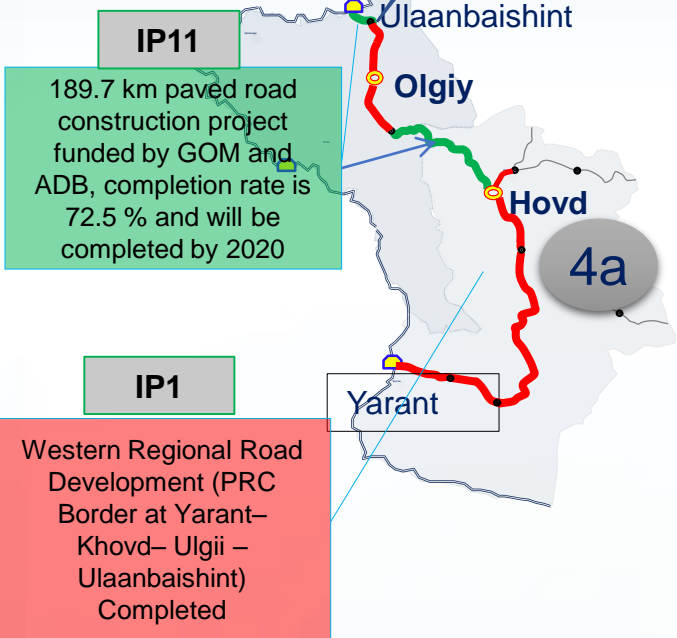 Ulaanbaishint
IP11
189.7 km paved road
construction project
funded by GOM and
ADB, completion rate is
72.5 % and will be
completed by 2020
Olgiy
Hovd
4a
IP1
Yarant
Western Regional Road
Development (PRC
Border at Yarant–
Khovd– Ulgii –
Ulaanbaishint)
Completed